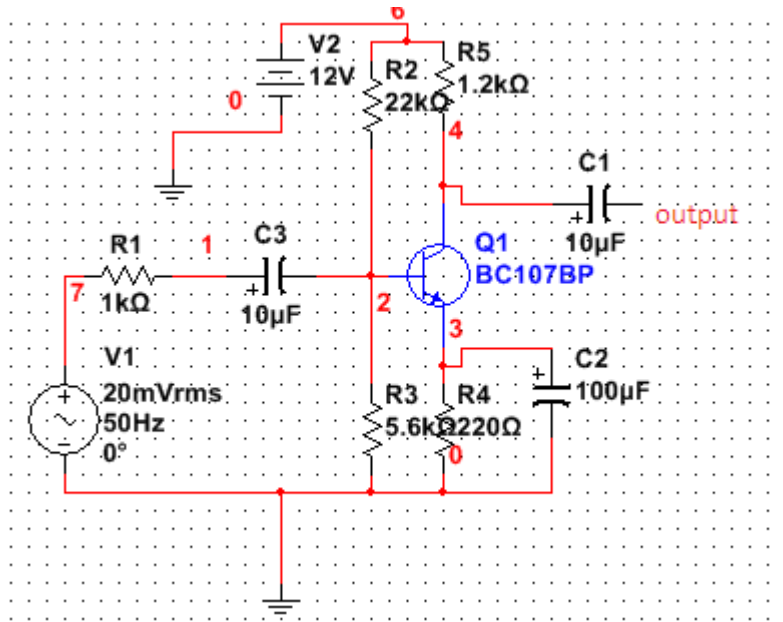 6
V2
12V
0
R2
22kΩ
R5
1.2kΩ
4
C1
+
10µF
output
R1
1kΩ
1
7
C3
+
10µF
2
Q1
BC107BP
3
V1
20mVrms
50Hz
0°
+
R3
5.6kΩ
R4
220Ω
0
C2
+
100µF